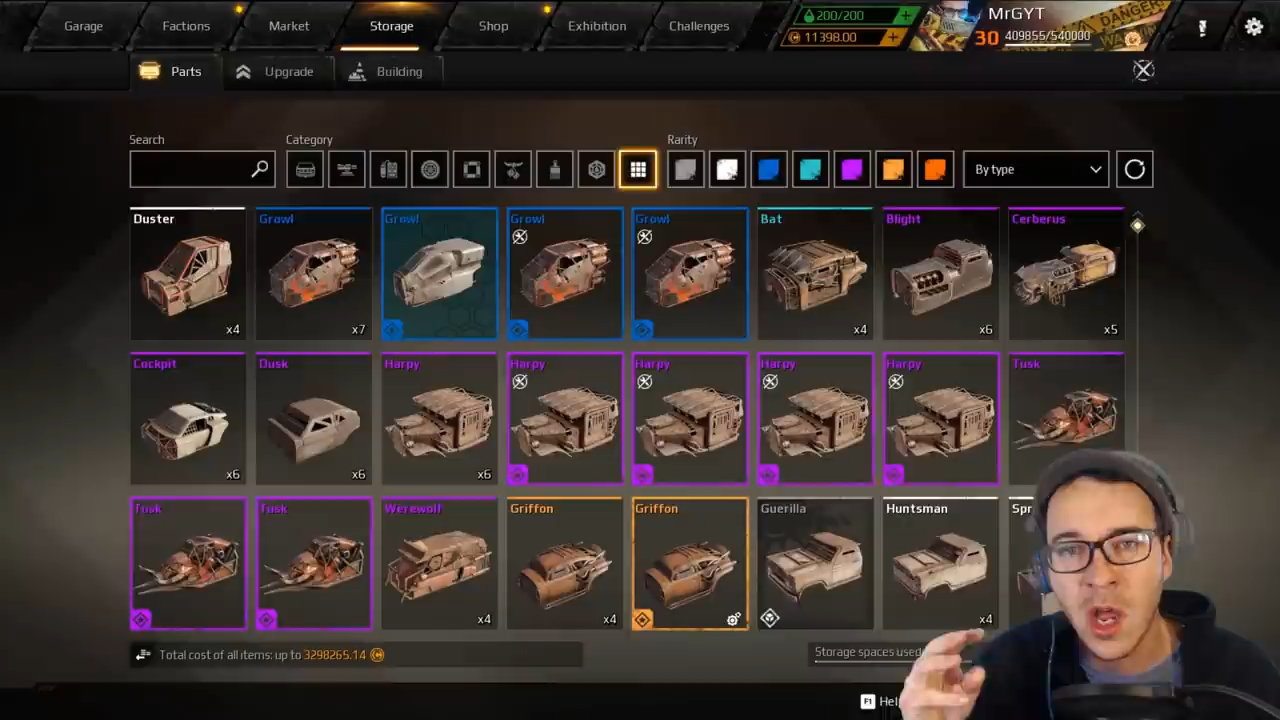 Garage Factions Market Storage Shop Exhibition Challenges
200/200
11398.00
MrGYT
30 409855/540000
Parts Upgrade Building
Search Category Rarity
By type
Duster Growl Growl Growl Growl Bat Blight Cerberus
x4 x7 x4 x6 x5
Cockpit Dusk Harpy Harpy Harpy Harpy Harpy Tusk
x6 x6 x6
Tusk Tusk Werewolf Griffon Griffon Guerilla Huntsman Spr
x4 x4 x4
Total cost of all items: up to 3298265.14
Storage spaces used
F1 Hel